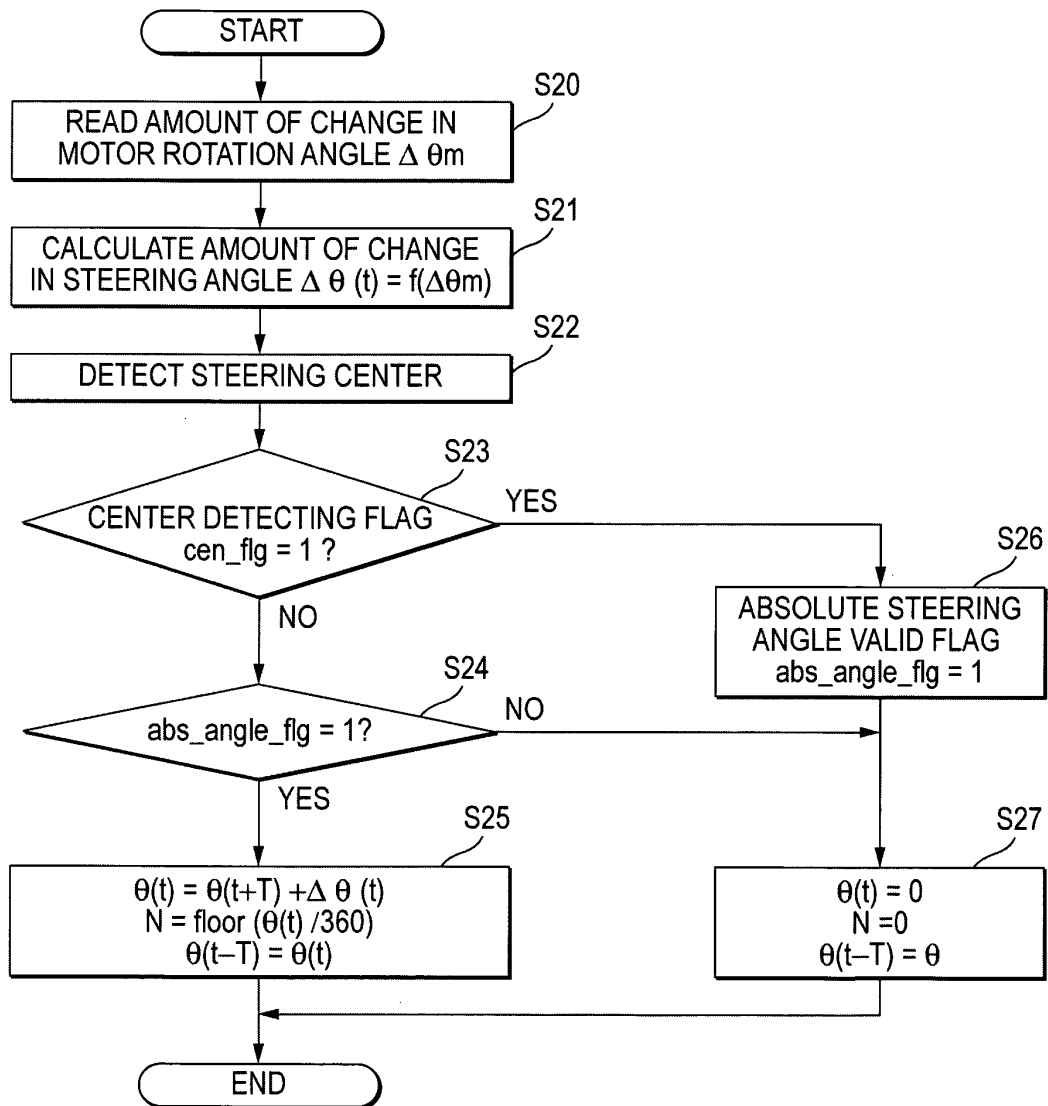 START
S20
READ AMOUNT OF CHANGE IN
MOTOR ROTATION ANGLE Δ θm
S21
CALCULATE AMOUNT OF CHANGE
IN STEERING ANGLE Δ θ (t) = f(Δθm)
S22
DETECT STEERING CENTER
S23
CENTER DETECTING FLAG
cen_flg = 1 ?
YES
NO
S26
ABSOLUTE STEERING
ANGLE VALID FLAG
abs_angle_flg = 1
S24
abs_angle_flg = 1?
NO
YES
S25
θ(t) = θ(t+T) +Δ θ (t)
N = floor (θ(t) /360)
θ(t–T) = θ(t)
S27
θ(t) = 0
N =0
θ(t–T) = θ
END